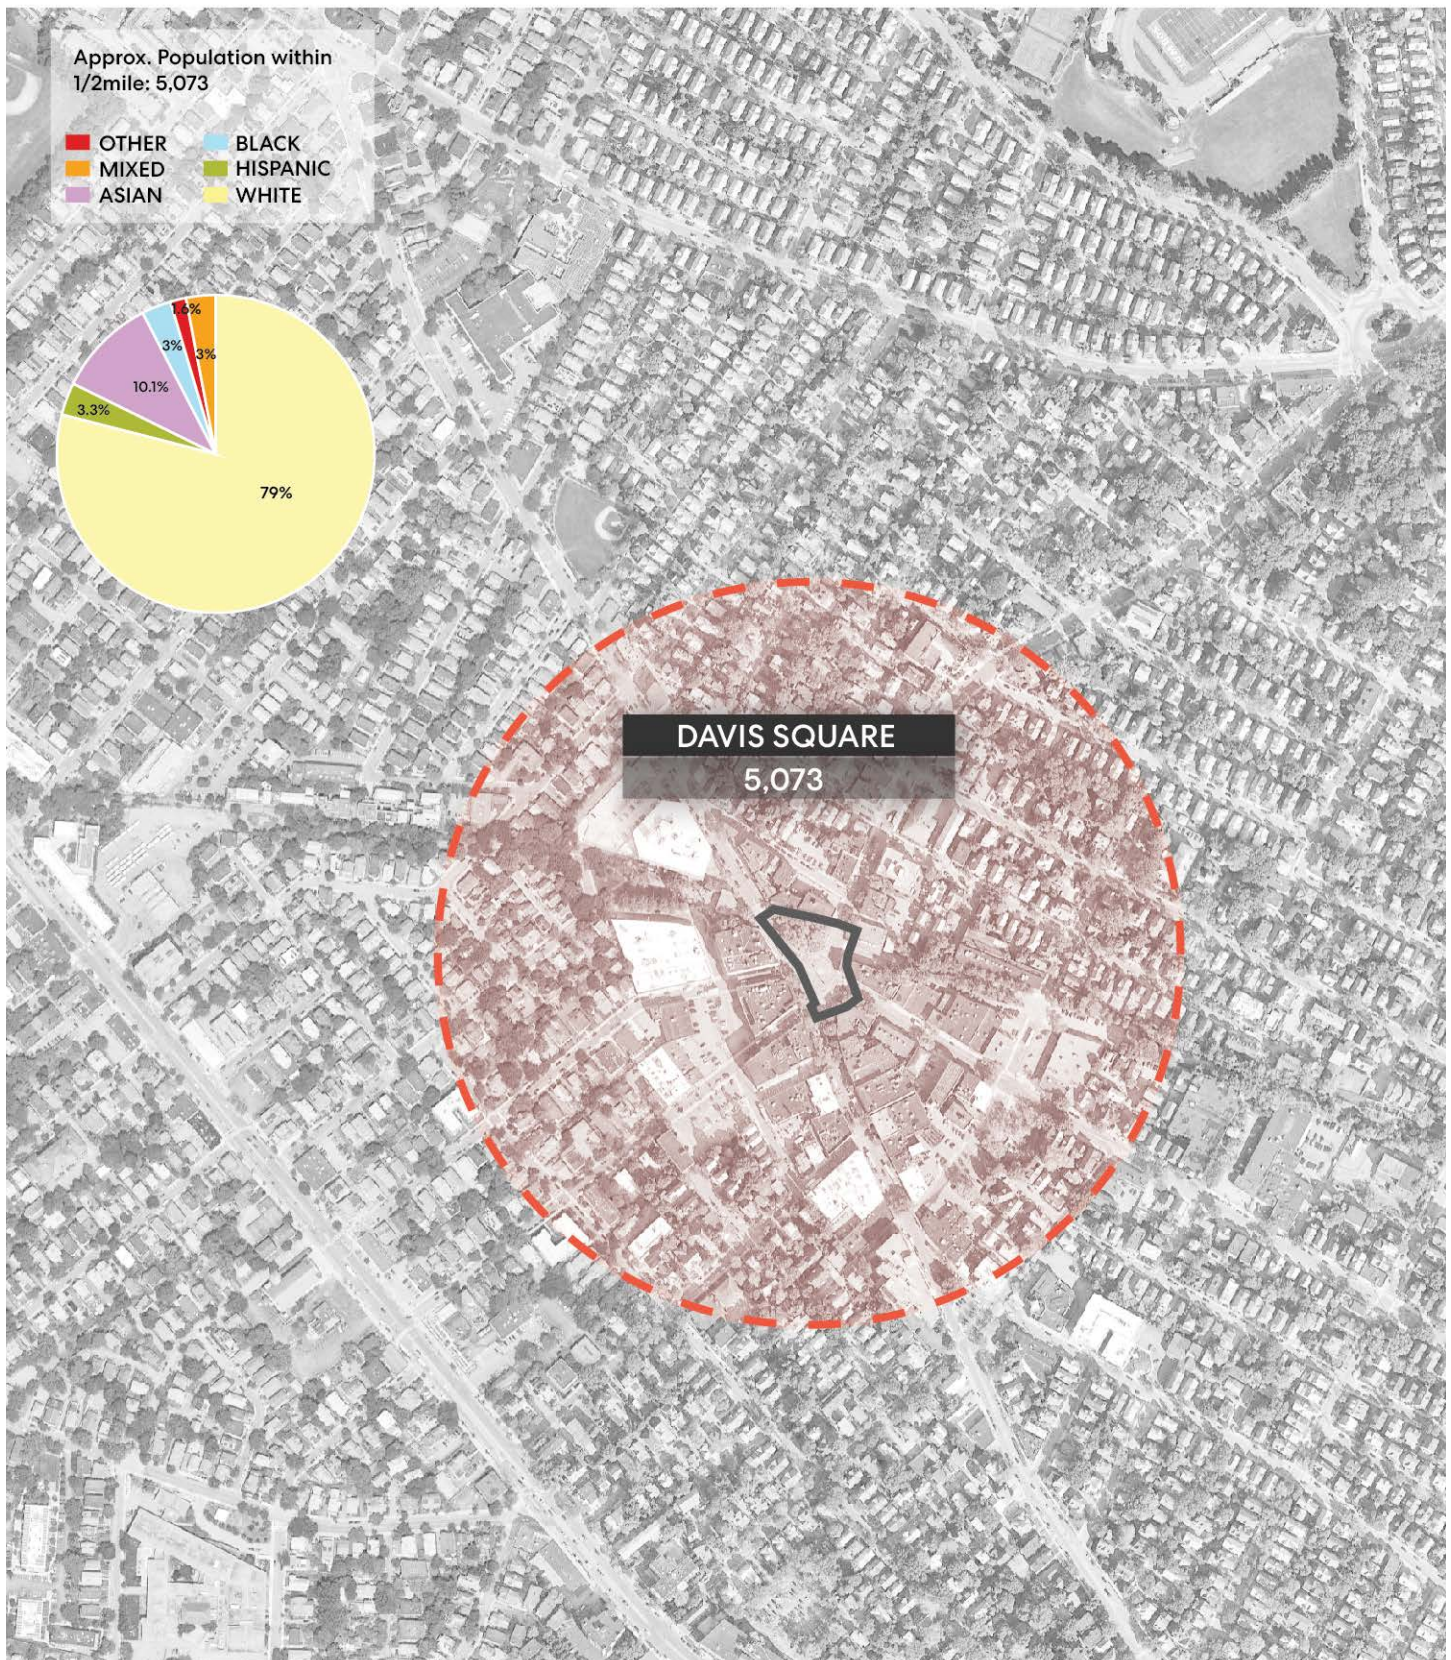 Approx. Population within
1/2mile: 5,073
OTHER
BLACK
MIXED
HISPANIC
ASIAN
WHITE
1.6%
3%
3%
10.1%
3.3%
79%
DAVIS SQUARE
5,073